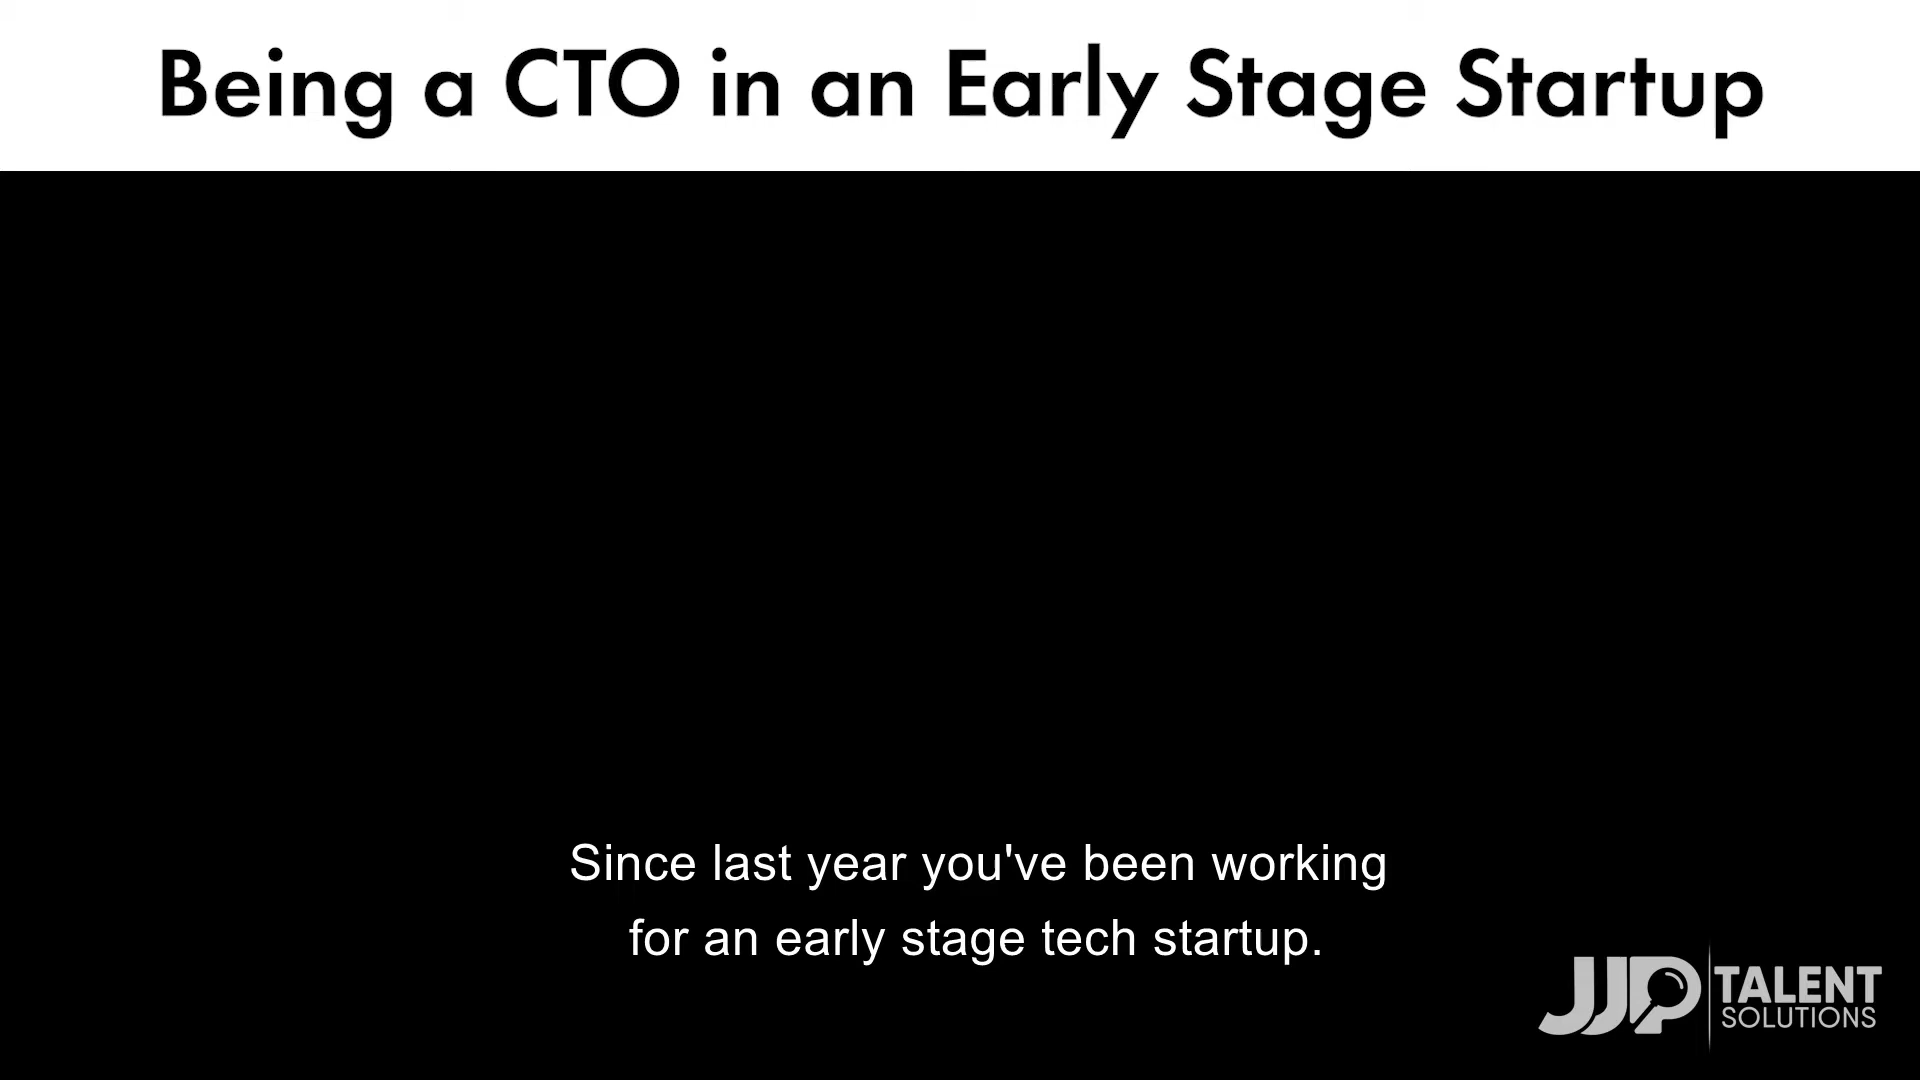 Being a CTO in an Early Stage Startup
Since last year you've been working
for an early stage tech startup.
JJP TALENT
SOLUTIONS